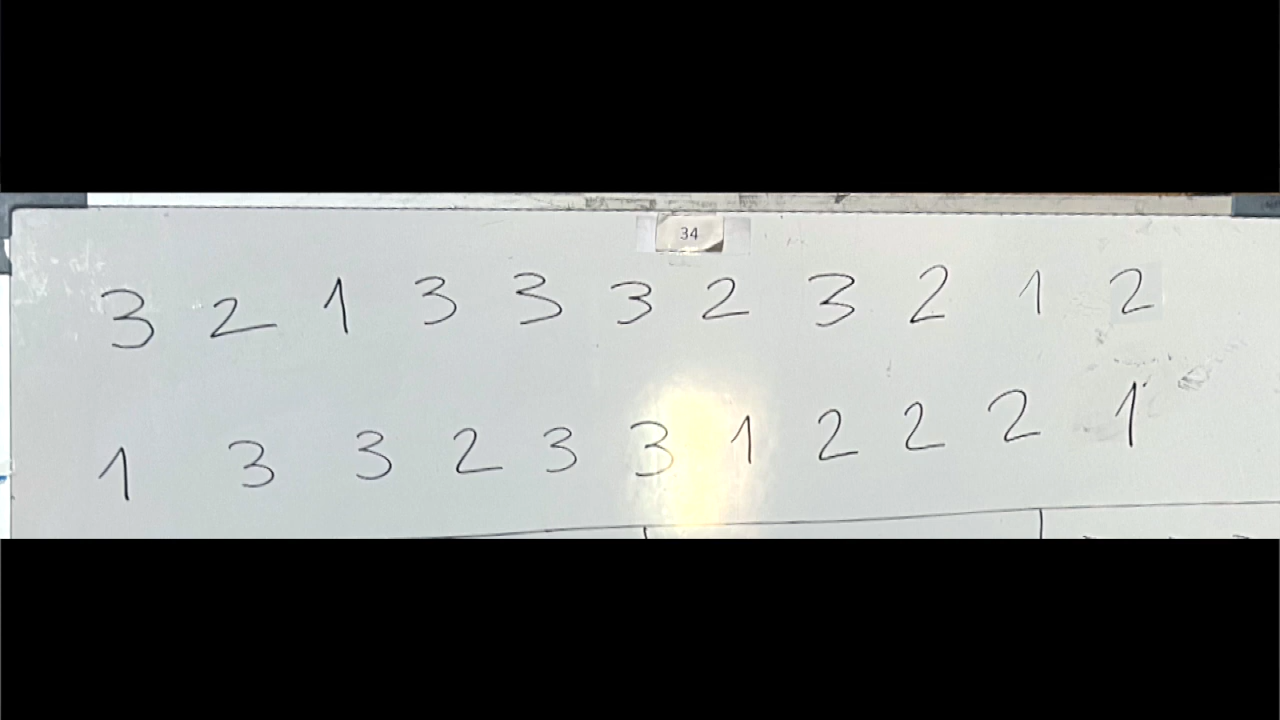 34
3 2 1 3 3 3 2 3 2 1 2
1 3 3 2 3 3 1 2 2 2 1